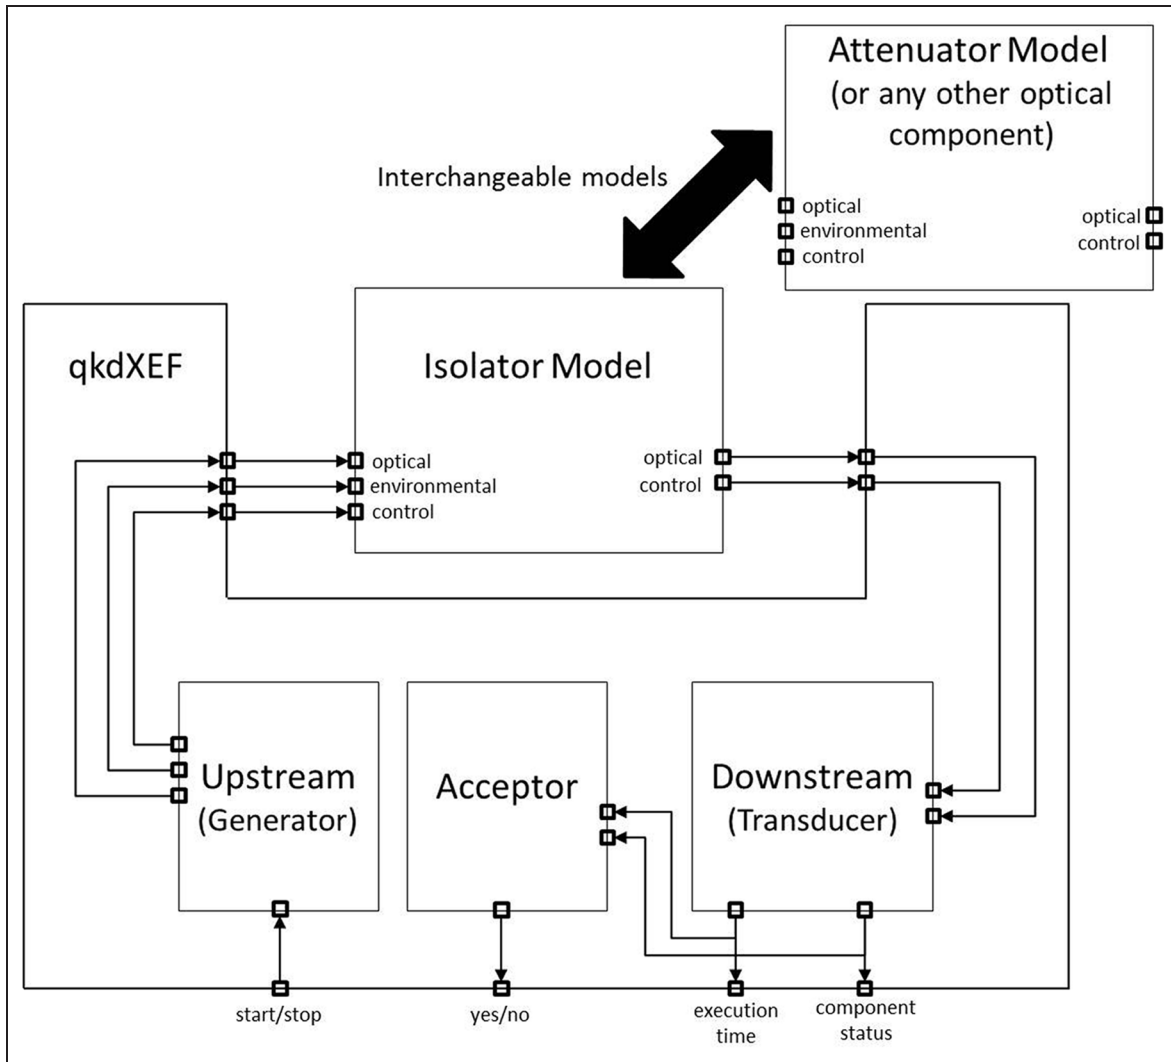 Attenuator Model
(or any other optical
component)
Interchangeable models
optical
environmental
control
optical
control
qkdXEF
Isolator Model
optical
environmental
control
optical
control
Upstream
(Generator)
Acceptor
Downstream
(Transducer)
start/stop
yes/no
execution
time
component
status